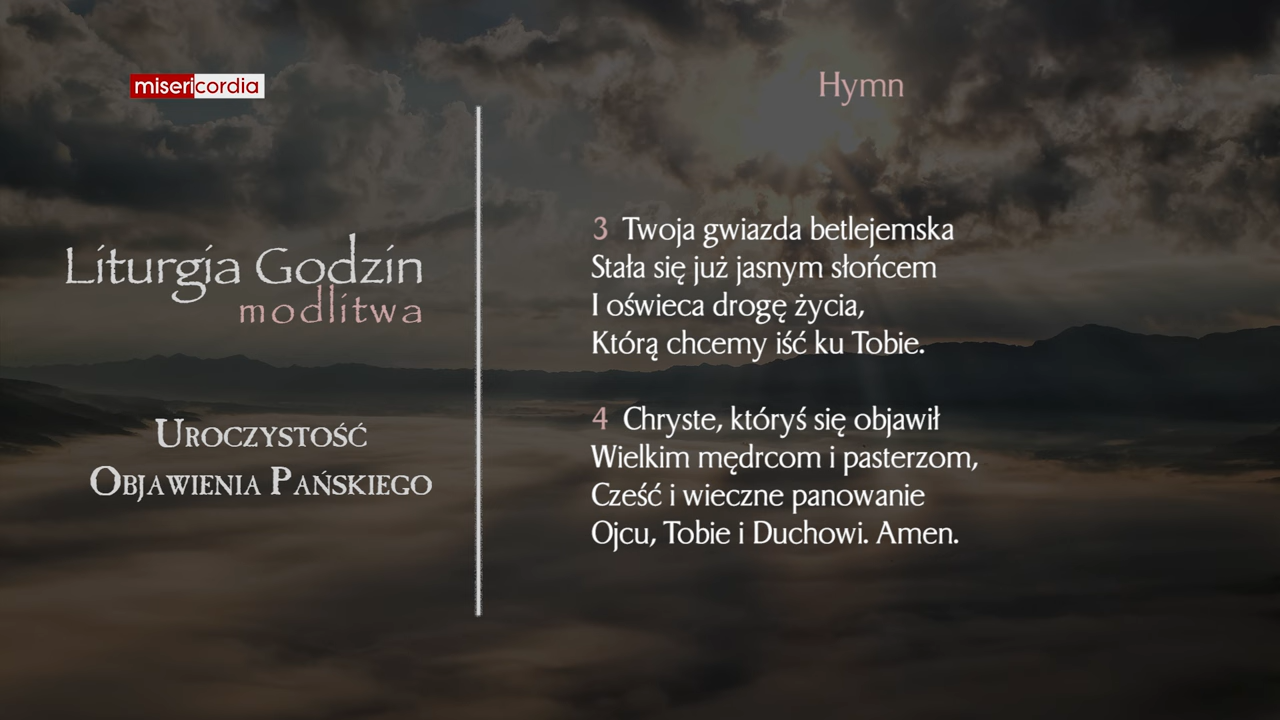 misericordia
Liturgia Godzin
modlitwa
Uroczystość
Objawienia Pańskiego
Hymn
3 Twoja gwiazda betlejemska
Stała się już jasnym słońcem
I oświeca drogę życia,
Którą chcemy iść ku Tobie.
4 Chryste, któryś się objawił
Wielkim mędrcom i pasterzom,
Cześć i wieczne panowanie
Ojcu, Tobie i Duchowi. Amen.